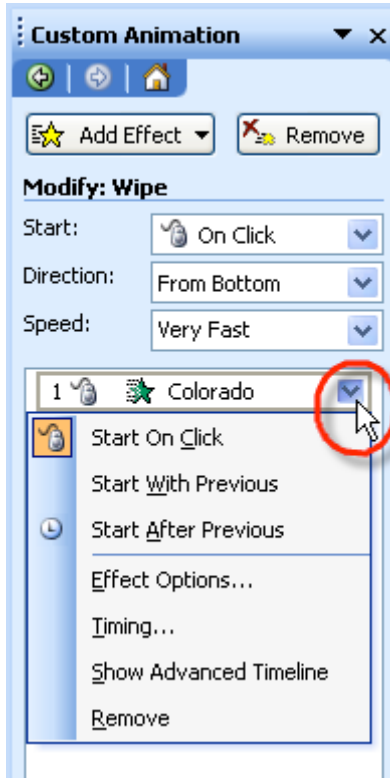 Custom Animation
Add Effect Remove
Modify: Wipe
Start: On Click
Direction: From Bottom
Speed: Very Fast
1 Colorado
Start On Click
Start With Previous
Start After Previous
Effect Options...
Timing...
Show Advanced Timeline
Remove